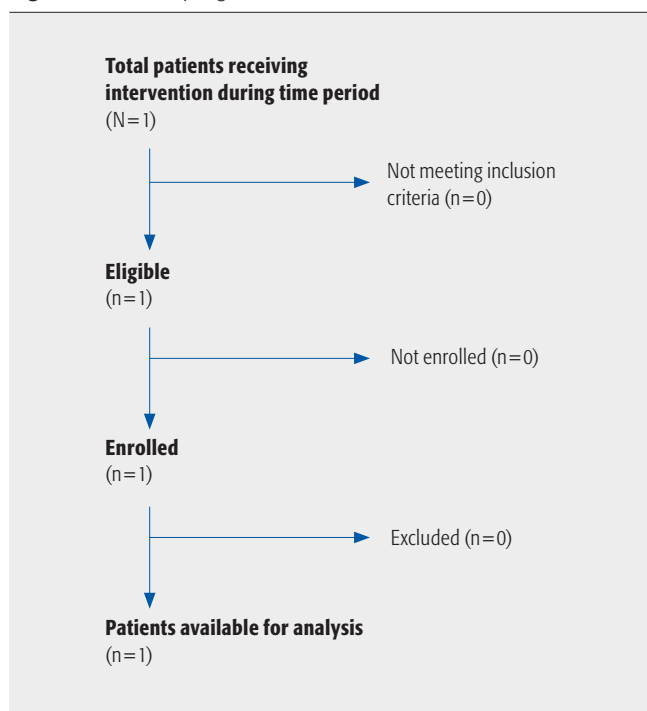 Total patients receiving
intervention during time period
(N=1)
Not meeting inclusion
criteria (n=0)
Eligible
(n=1)
Not enrolled (n=0)
Enrolled
(n=1)
Excluded (n=0)
Patients available for analysis
(n=1)